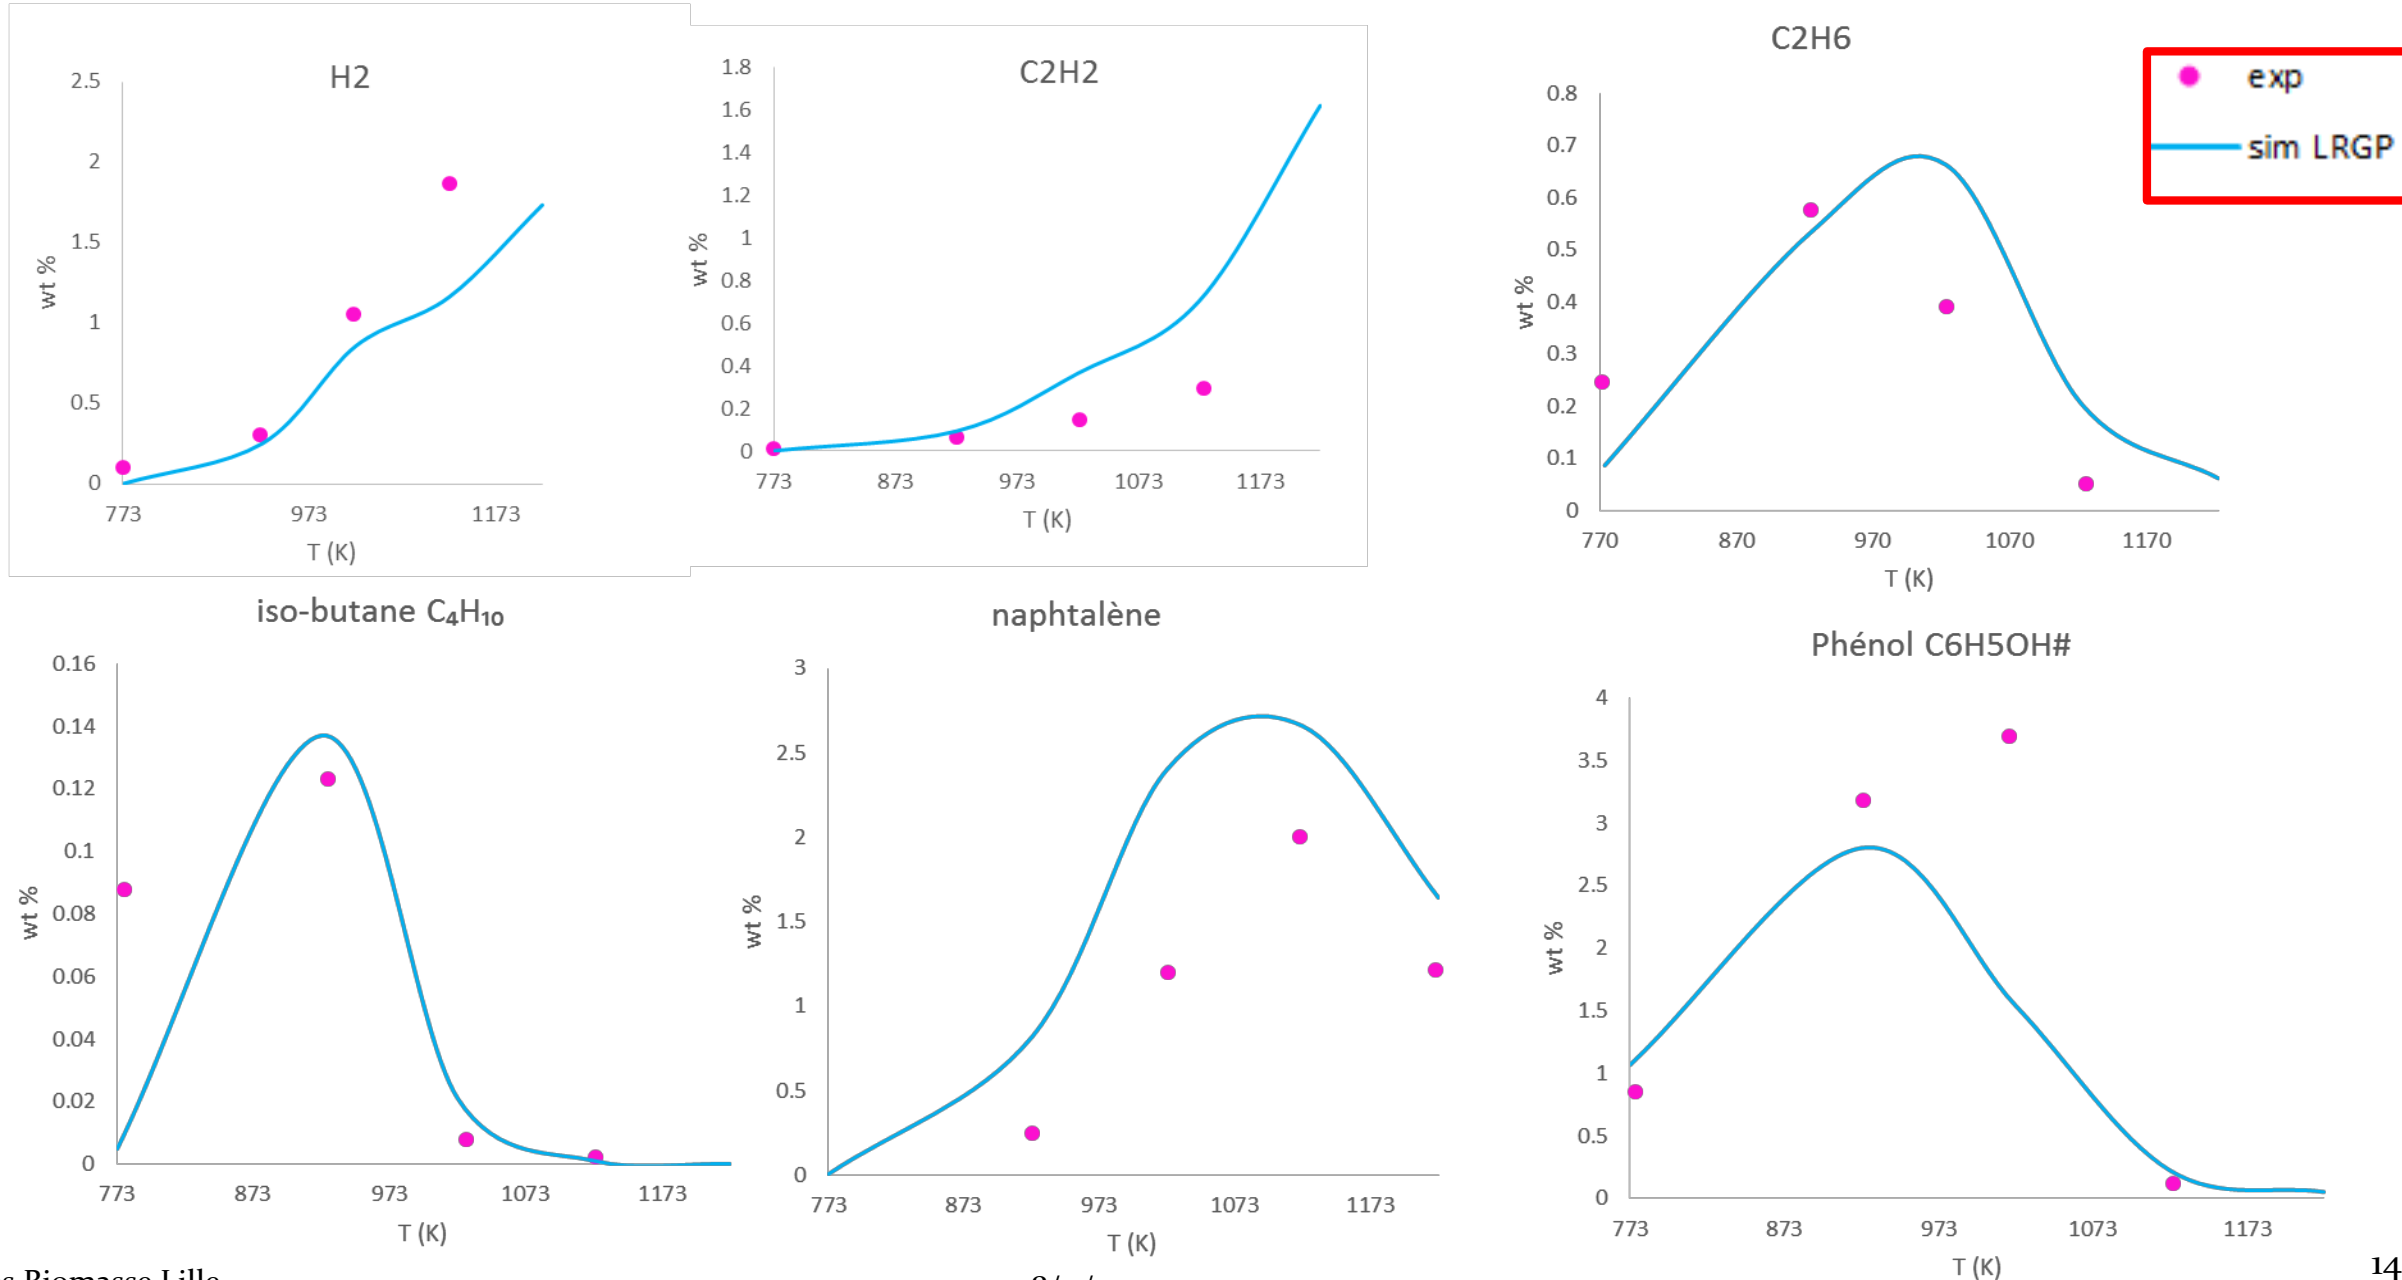 H2
2.5
2
1.5
1
0.5
0
wt %
773 973 1173
T (K)
C2H2
1.8
1.6
1.4
1.2
1
0.8
0.6
0.4
0.2
0
wt %
773 873 973 1073 1173
T (K)
C2H6
0.8
0.7
0.6
0.5
0.4
0.3
0.2
0.1
0
wt %
770 870 970 1070 1170
T (K)
exp
sim LRGP
iso-butane C₄H₁₀
0.16
0.14
0.12
0.1
0.08
0.06
0.04
0.02
0
wt %
773 873 973 1073 1173
T (K)
naphtalène
3
2.5
2
1.5
1
0.5
0
wt %
773 873 973 1073 1173
T (K)
Phénol C6H5OH#
4
3.5
3
2.5
2
1.5
1
0.5
0
wt %
773 873 973 1073 1173
T (K)
Biomasse Lille
14